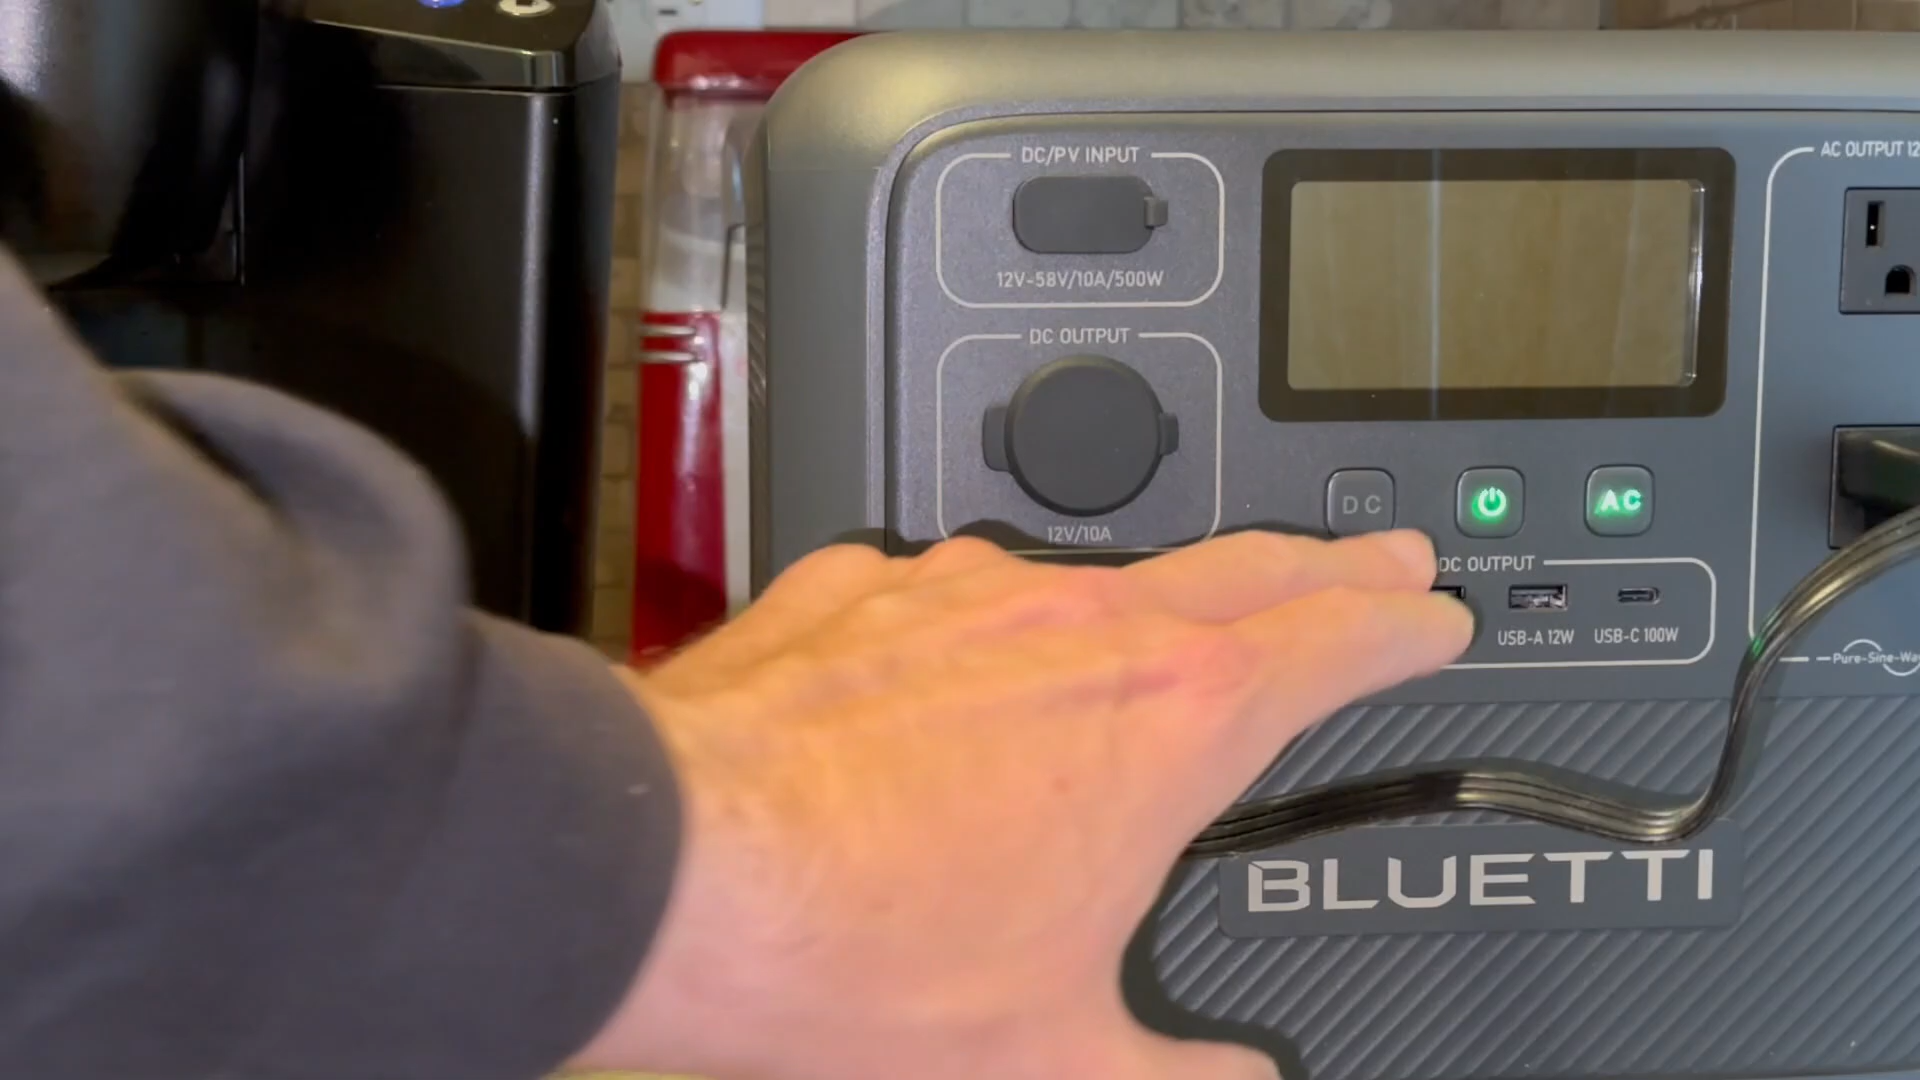 DC/PV INPUT
12V-58V/10A/500W
DC OUTPUT
12V/10A
DC
AC
DC OUTPUT
USB-A 12W
USB-C 100W
AC OUTPUT
Pure-Sine-Wa
BLUETTI